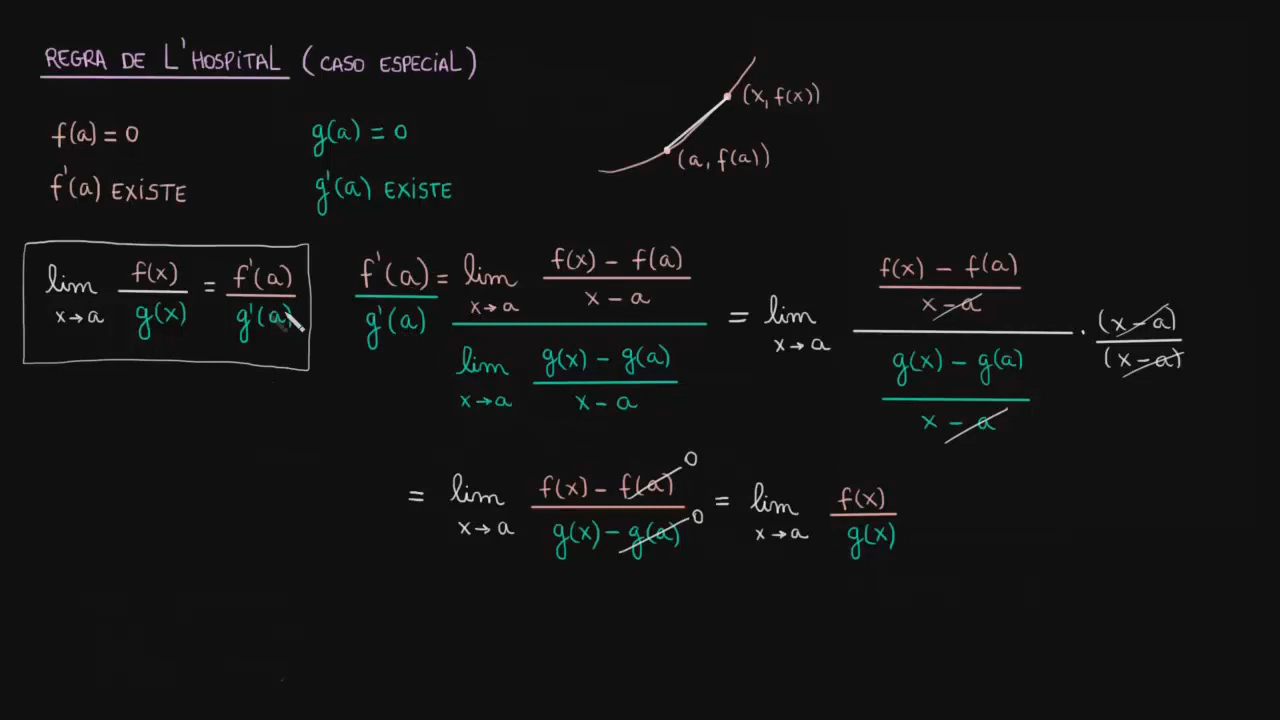 REGRA DE L'HOSPITAL (CASO ESPECIAL)
f(a) = 0
g(a) = 0
f'(a) EXISTE
g'(a) EXISTE
(x, f(x))
(a, f(a))
lim x→a f(x)/g(x) = f'(a)/g'(a)
f'(a)/g'(a) = (lim x→a (f(x) - f(a))/(x - a))/(lim x→a (g(x) - g(a))/(x - a)) = lim x→a ((f(x) - f(a))/(x - a))/((g(x) - g(a))/(x - a)) · (x - a)/(x - a)
= lim x→a (f(x) - f(a) 0)/(g(x) - g(a) 0) = lim x→a f(x)/g(x)